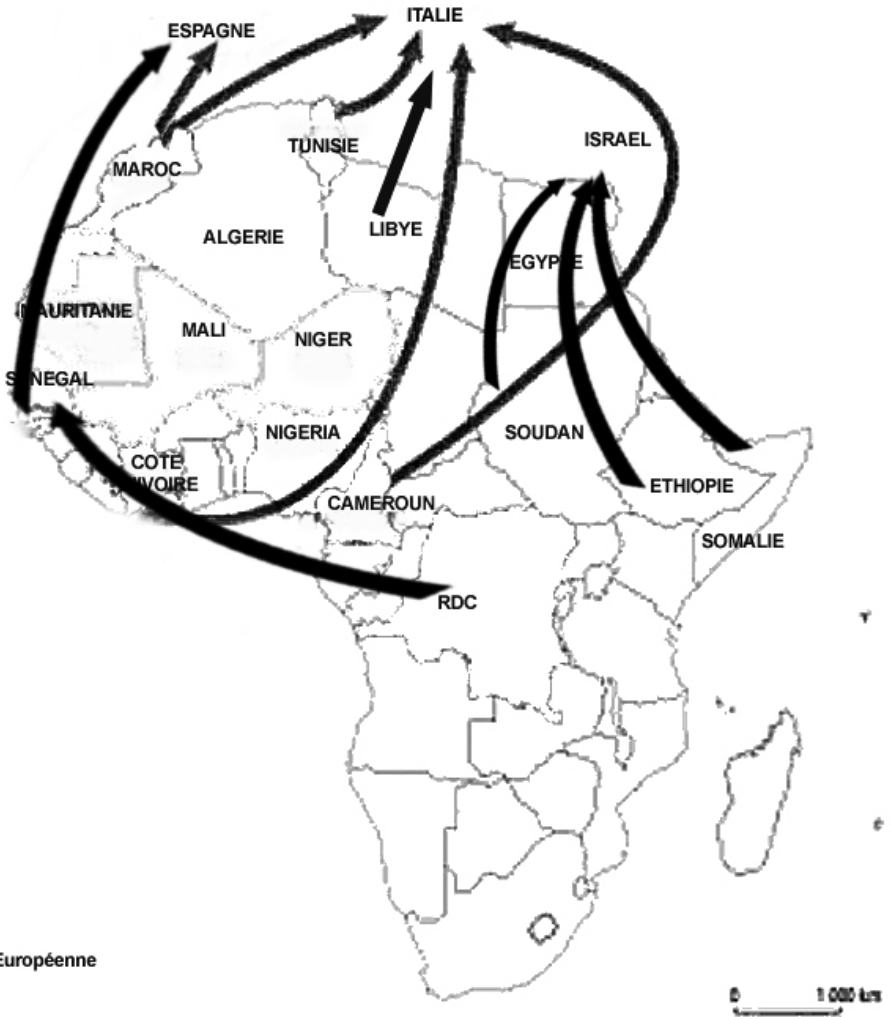 ITALIE
ESPAGNE
ISRAEL
TUNISIE
MAROC
LIBYE
ALGERIE
EGYPTE
MAURITANIE
MALI
NIGER
SENEGAL
NIGERIA
SOUDAN
COTE
IVOIRE
ETHIOPIE
CAMEROUN
SOMALIE
RDC
Européenne
0 1 000 km